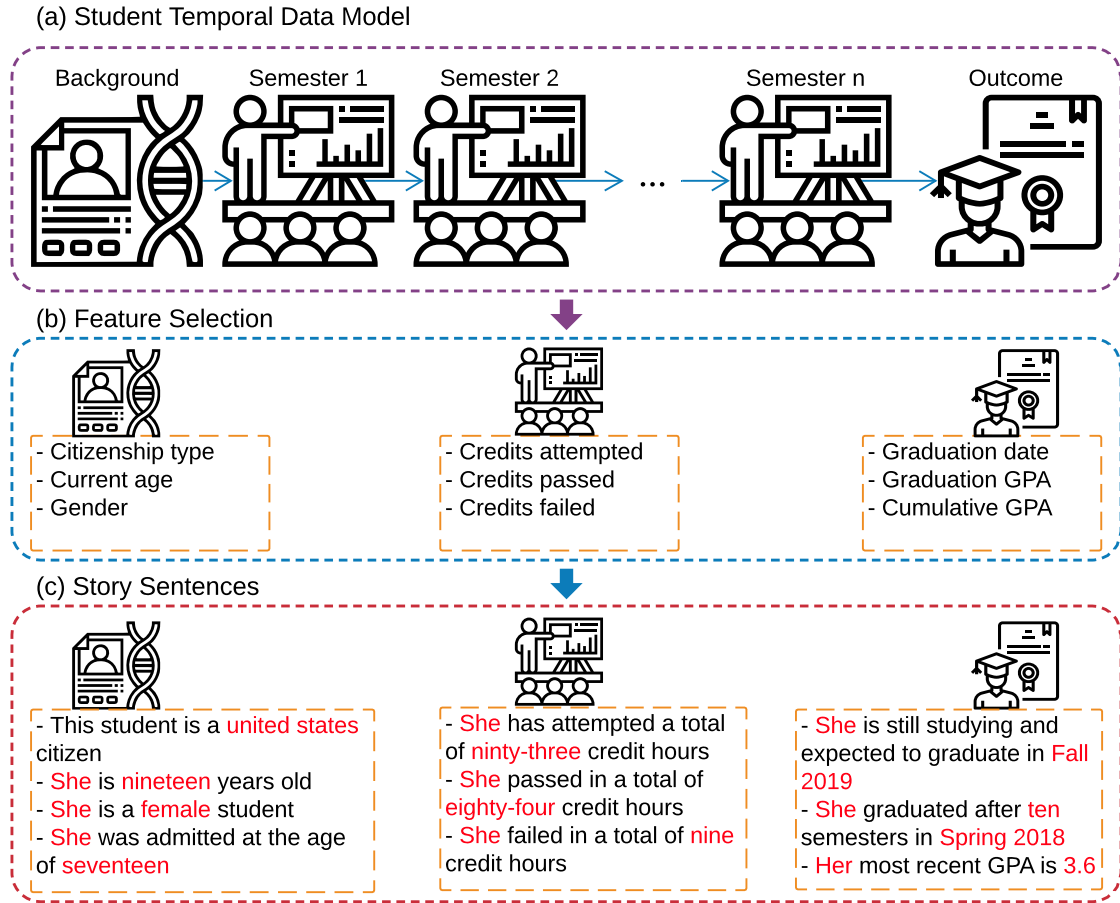 (a) Student Temporal Data Model
Background
Semester 1
Semester 2
Semester n
Outcome
...
(b) Feature Selection
- Citizenship type
- Current age
- Gender
- Credits attempted
- Credits passed
- Credits failed
- Graduation date
- Graduation GPA
- Cumulative GPA
(c) Story Sentences
- This student is a united states
citizen
- She is nineteen years old
- She is a female student
- She was admitted at the age
of seventeen
- She has attempted a total
of ninty-three credit hours
- She passed in a total of
eighty-four credit hours
- She failed in a total of nine
credit hours
- She is still studying and
expected to graduate in Fall
2019
- She graduated after ten
semesters in Spring 2018
- Her most recent GPA is 3.6